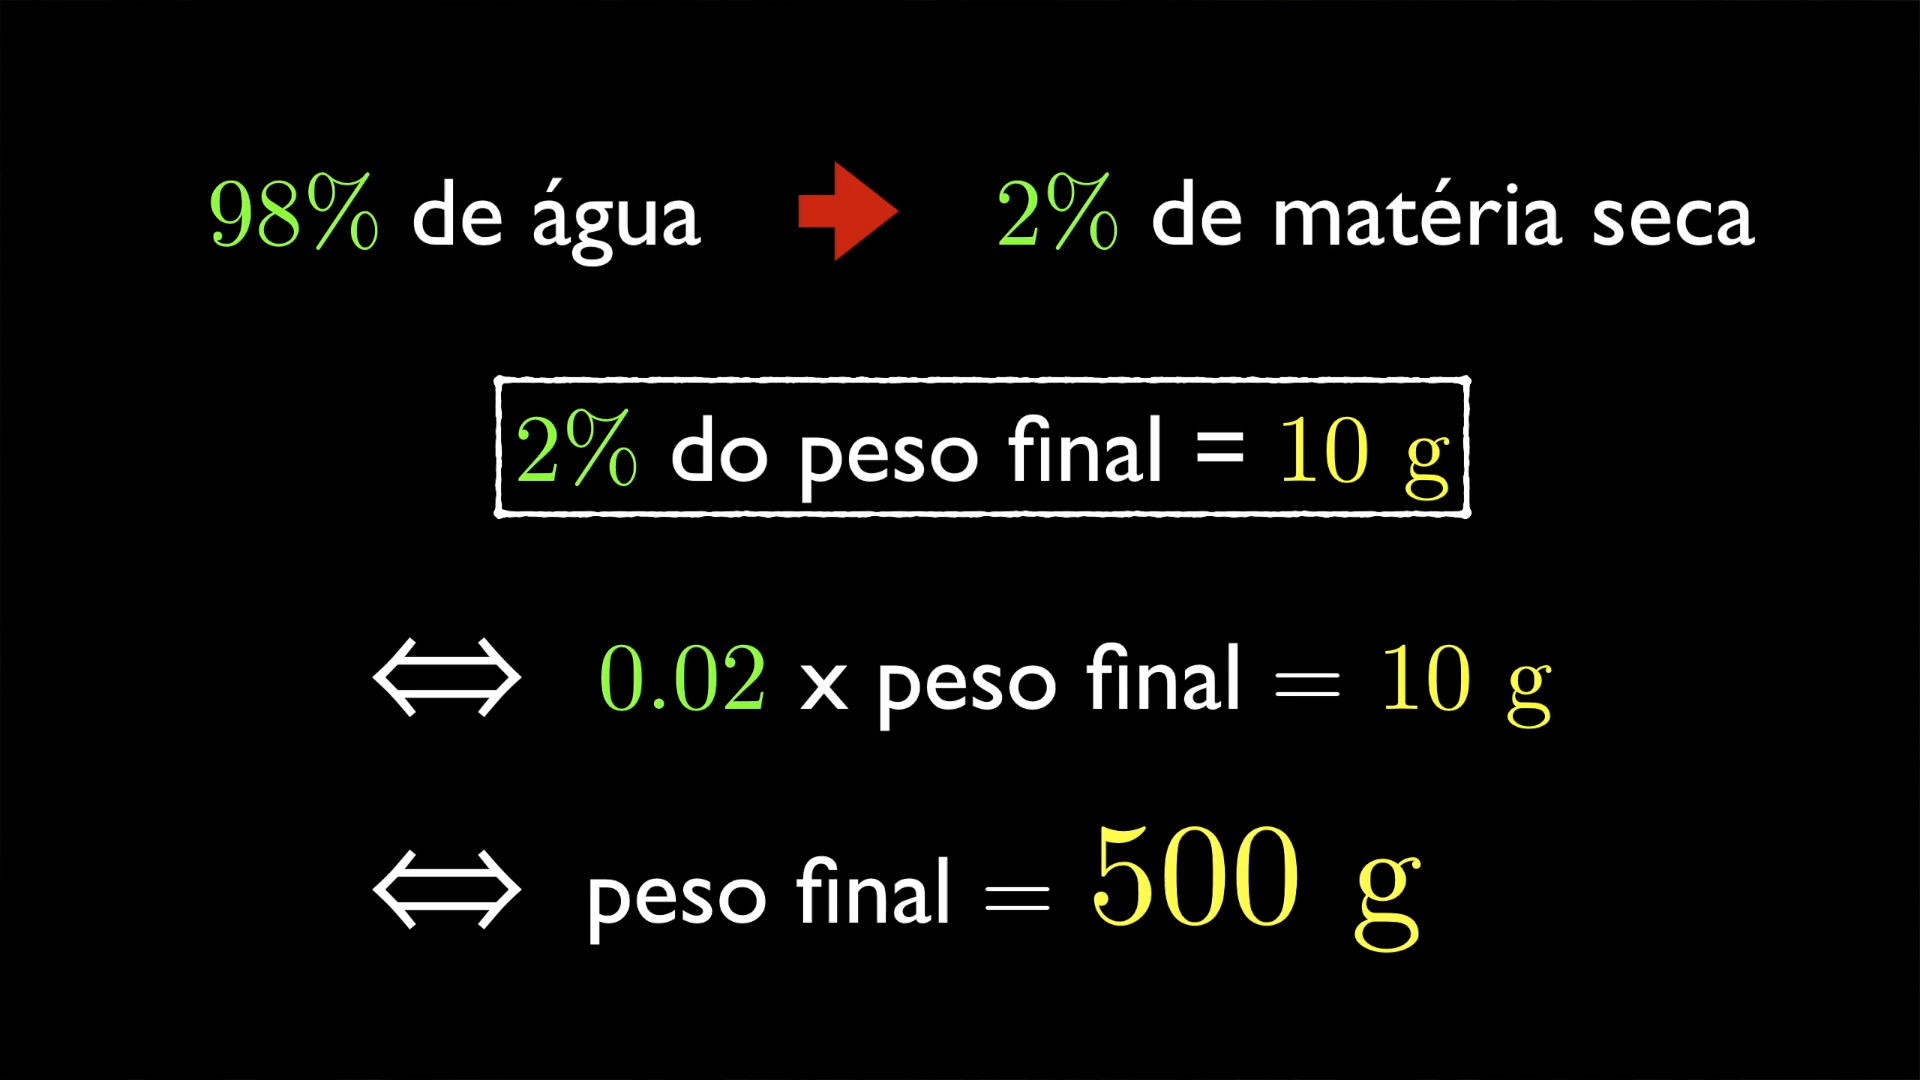 98% de água ➡ 2% de matéria seca
2% do peso final = 10 g
⟺ 0.02 x peso final = 10 g
⟺ peso final = 500 g